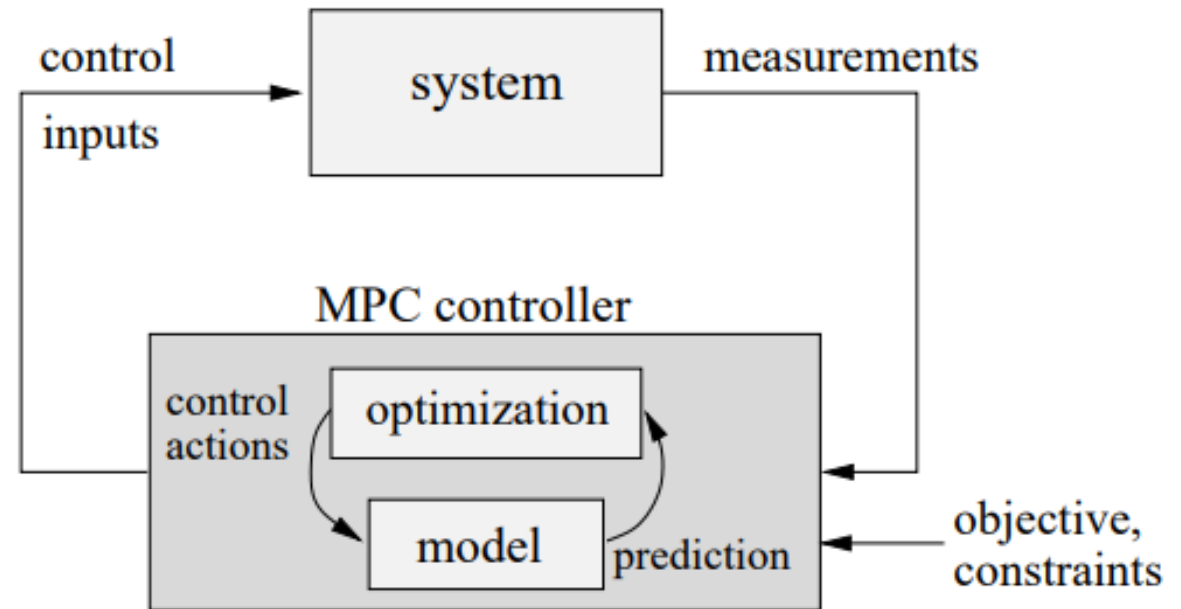 control
inputs
system
measurements
MPC controller
control
actions
optimization
model
prediction
objective,
constraints